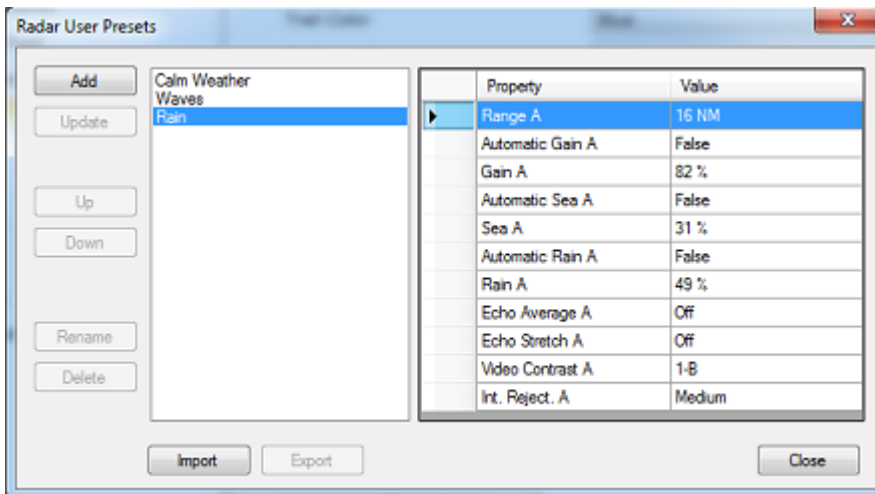 Radar User Presets
Add
Update
Up
Down
Rename
Delete
Calm Weather
Waves
Rain
Property Value
Range A 16 NM
Automatic Gain A False
Gain A 82 %
Automatic Sea A False
Sea A 31 %
Automatic Rain A False
Rain A 49 %
Echo Average A Off
Echo Stretch A Off
Video Contrast A 1-B
Int. Reject. A Medium
Import Export Close